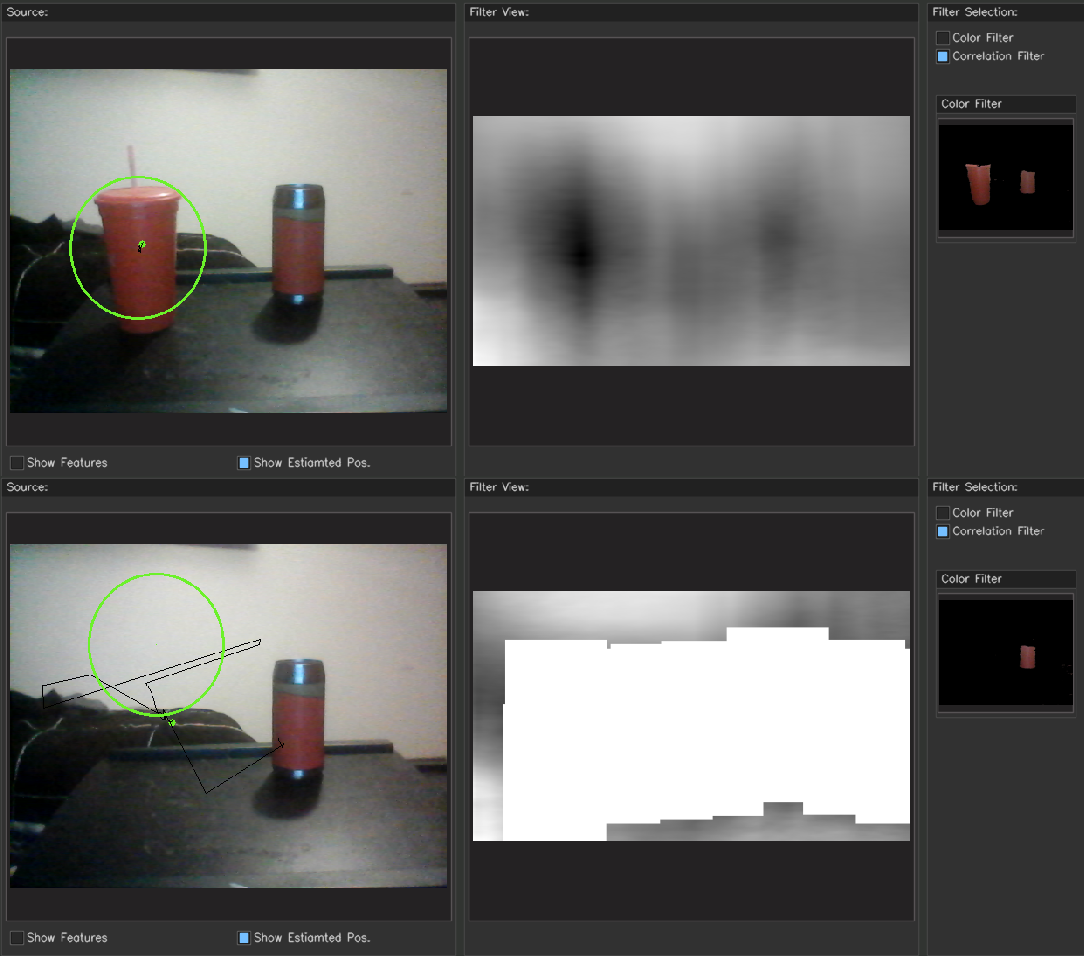 Source:
Filter View:
Filter Selection:
Color Filter
Correlation Filter
Color Filter
Show Features
Show Estiamted Pos.
Source:
Filter View:
Filter Selection:
Color Filter
Correlation Filter
Color Filter
Show Features
Show Estiamted Pos.